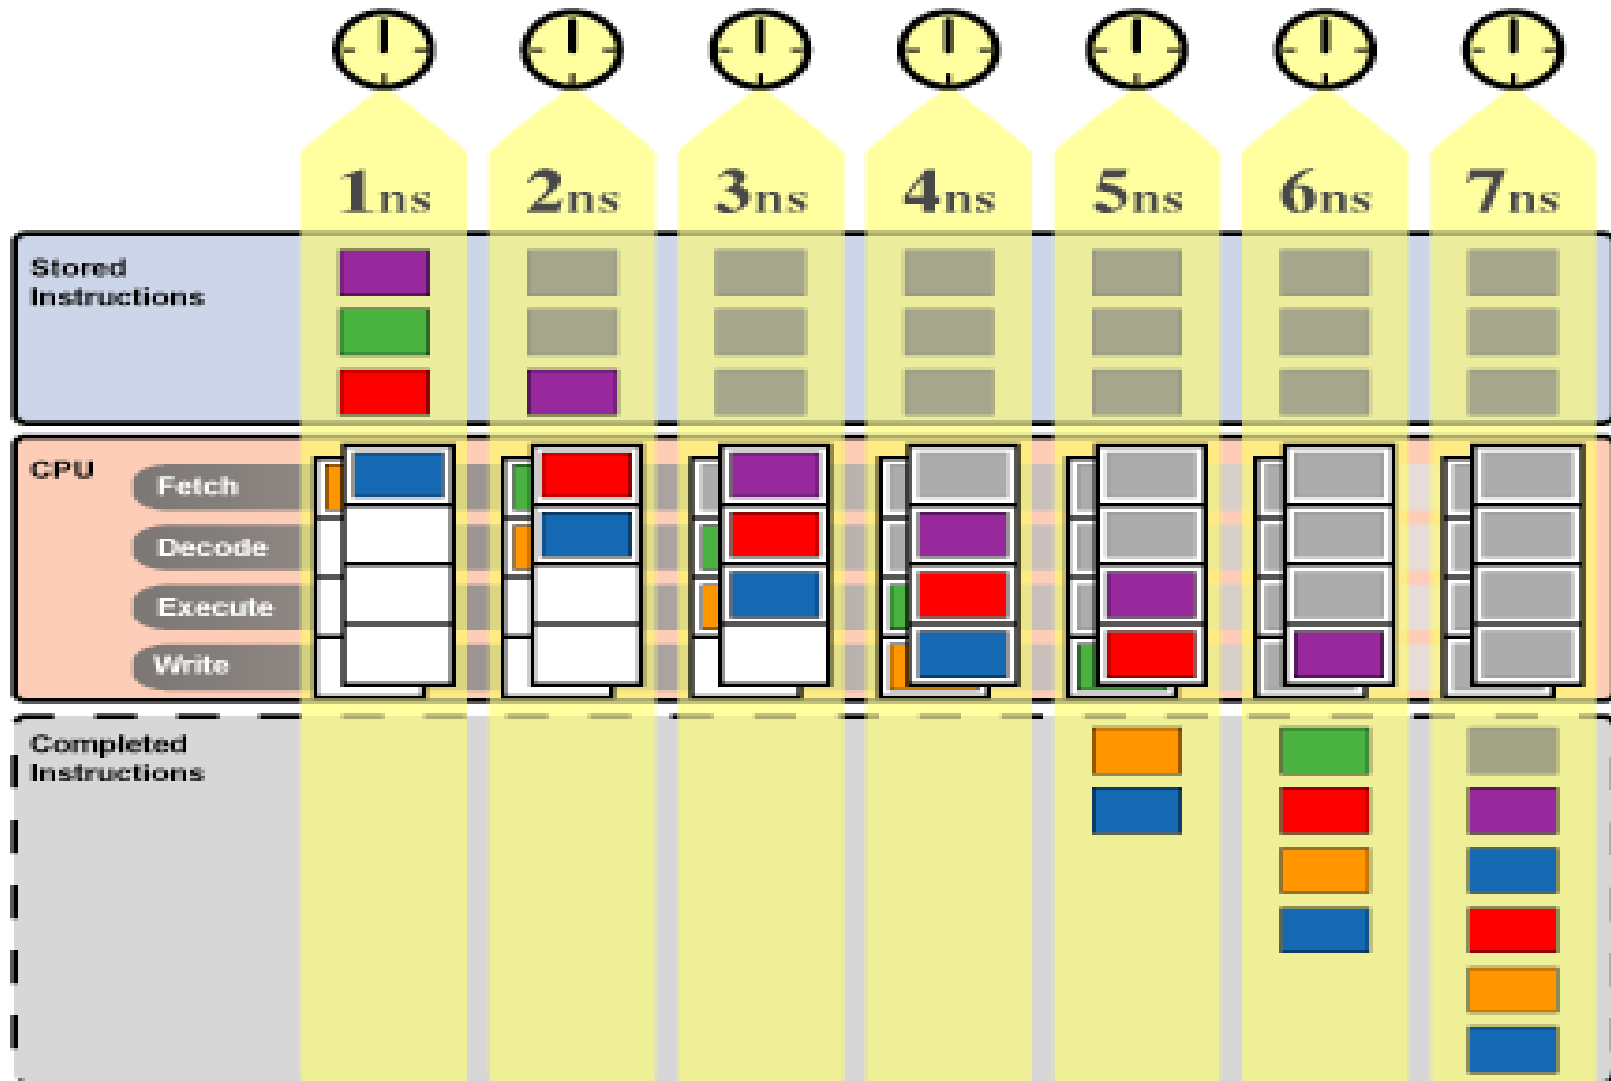 1ns 2ns 3ns 4ns 5ns 6ns 7ns
Stored
Instructions
CPU
Fetch
Decode
Execute
Write
Completed
Instructions